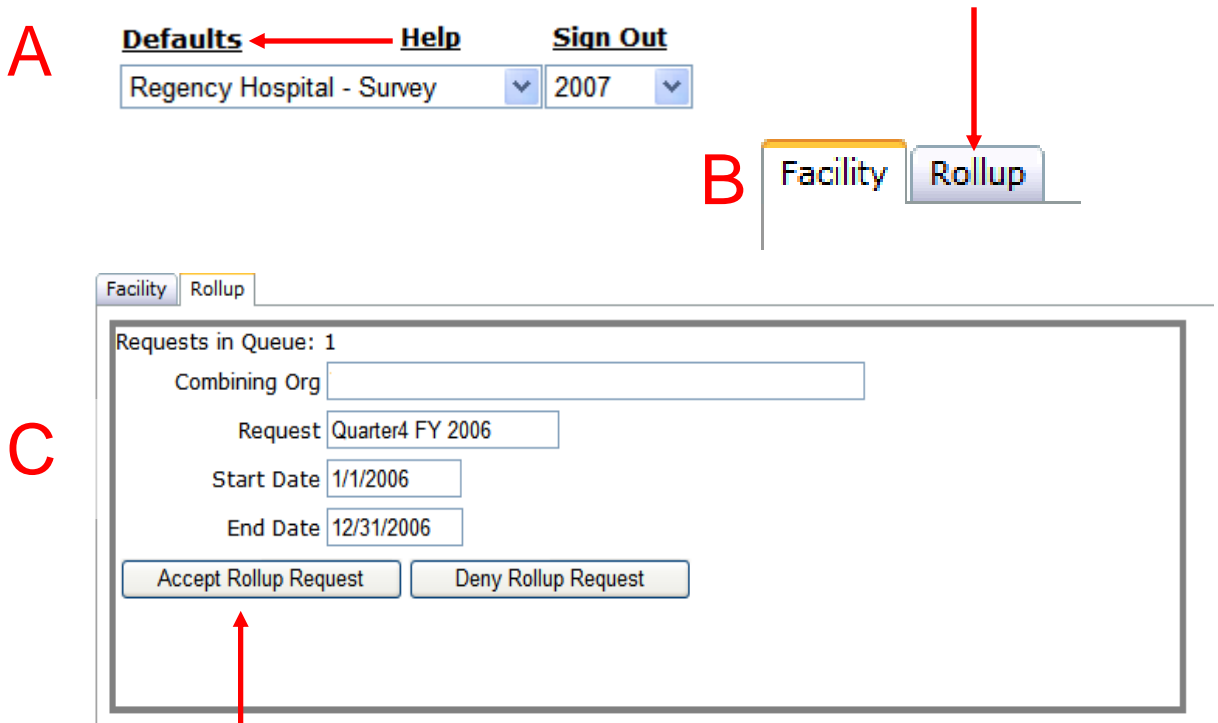 A
Defaults Help Sign Out
Regency Hospital - Survey 2007
B
Facility Rollup
Facility Rollup
Requests in Queue: 1
Combining Org
C
Request Quarter4 FY 2006
Start Date 1/1/2006
End Date 12/31/2006
Accept Rollup Request Deny Rollup Request